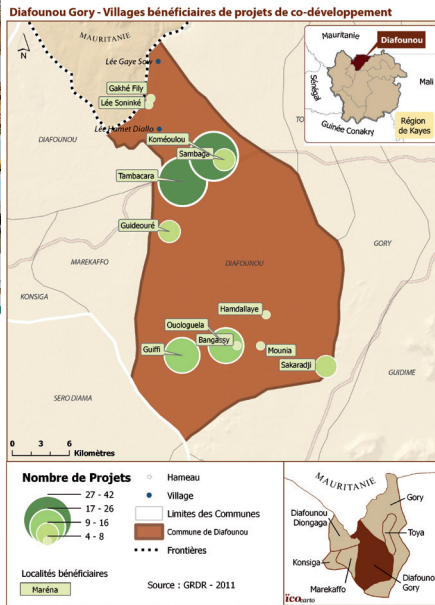 Diafounou Gory - Villages bénéficiaires de projets de co-développement
MAURITANIE
N
Lée Gaye Sow
Gakhé Fily
Lée Soninké
Lée Hamet Diallo
DIAFOUNOU
Koméoulou
Sambaga
Tambacara
Guideouré
MAREKAFFO
DIAFOUNOU
GORY
KONSIGA
Hamdallaye
Ouologuela
Bangassy
Guiffi
Mounia
Sakaradji
GUIDIME
SERO DIAMA
0 3 6
Kilomètres
Mauritanie
Diafounou
Sénégal
Mali
Guinée Conakry
Région
de Kayes
Nombre de Projets
27 - 42
17 - 26
9 - 16
4 - 8
Localités bénéficiaires
Maréna
Hameau
Village
Limites des Communes
Commune de Diafounou
Frontières
Source : GRDR - 2011
MAURITANIE
Gory
Diafounou
Diongaga
Toya
Konsiga
Marekaffo
Diafounou
Gory
ïcocarto